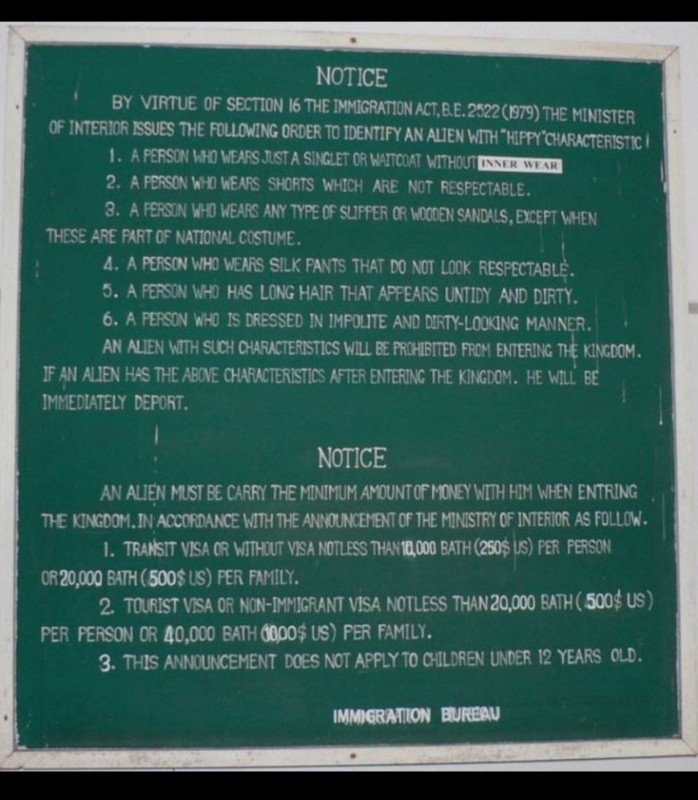 NOTICE
BY VIRTUE OF SECTION 16 THE IMMIGRATION ACT, B.E. 2522 (1979) THE MINISTER
OF INTERIOR ISSUES THE FOLLOWING ORDER TO IDENTIFY AN ALIEN WITH "HIPPY" CHARACTERISTIC
1. A PERSON WHO WEARS JUST A SINGLET OR WAITCOAT WITHOUT INNER WEAR
2. A PERSON WHO WEARS SHORTS WHICH ARE NOT RESPECTABLE.
3. A PERSON WHO WEARS ANY TYPE OF SLIPPER OR WOODEN SANDALS, EXCEPT WHEN
THESE ARE PART OF NATIONAL COSTUME.
4. A PERSON WHO WEARS SILK PANTS THAT DO NOT LOOK RESPECTABLE.
5. A PERSON WHO HAS LONG HAIR THAT APPEARS UNTIDY AND DIRTY.
6. A PERSON WHO IS DRESSED IN IMPOLITE AND DIRTY-LOOKING MANNER.
AN ALIEN WITH SUCH CHARACTERISTICS WILL BE PROHIBITED FROM ENTERING THE KINGDOM.
IF AN ALIEN HAS THE ABOVE CHARACTERISTICS AFTER ENTERING THE KINGDOM. HE WILL BE
IMMEDIATELY DEPORT.
NOTICE
AN ALIEN MUST BE CARRY THE MINIMUM AMOUNT OF MONEY WITH HIM WHEN ENTRING
THE KINGDOM. IN ACCORDANCE WITH THE ANNOUNCEMENT OF THE MINISTRY OF INTERIOR AS FOLLOW.
1. TRANSIT VISA OR WITHOUT VISA NOTLESS THAN 10,000 BATH (250$ US) PER PERSON
OR 20,000 BATH (500$ US) PER FAMILY.
2. TOURIST VISA OR NON-IMMIGRANT VISA NOTLESS THAN 20,000 BATH (500$ US)
PER PERSON OR 40,000 BATH (1000$ US) PER FAMILY.
3. THIS ANNOUNCEMENT DOES NOT APPLY TO CHILDREN UNDER 12 YEARS OLD.
IMMIGRATION BUREAU